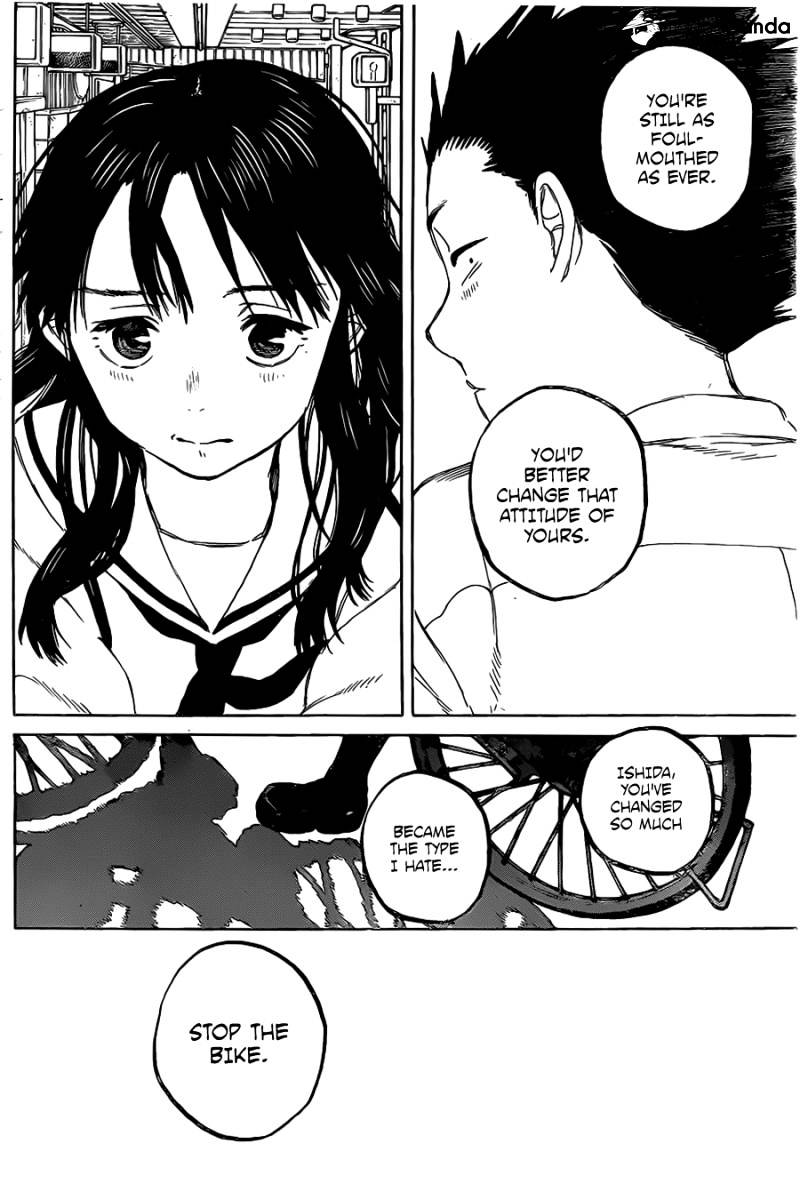 YOU'RE
STILL AS
FOUL-
MOUTHED
AS EVER.
YOU'D
BETTER
CHANGE THAT
ATTITUDE OF
YOURS.
ISHIDA,
YOU'VE
CHANGED
SO MUCH
BECAME
THE TYPE
I HATE...
STOP THE
BIKE.